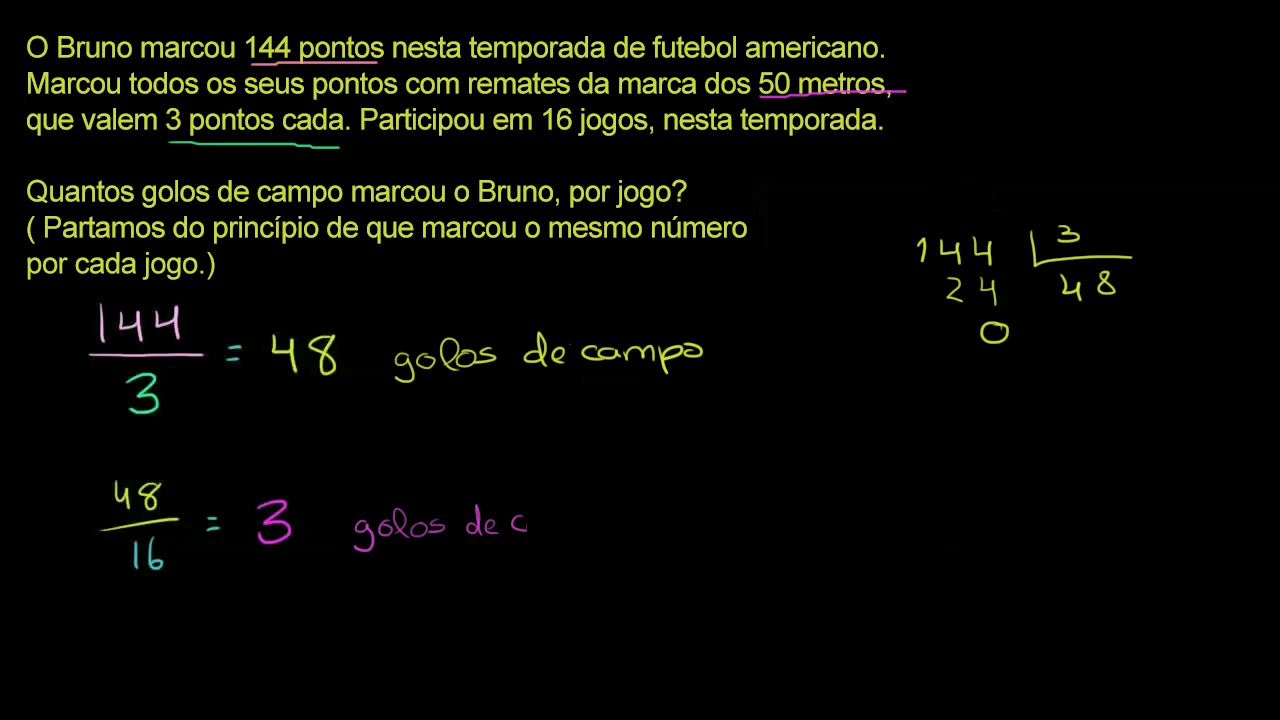 O Bruno marcou 144 pontos nesta temporada de futebol americano.
Marcou todos os seus pontos com remates da marca dos 50 metros,
que valem 3 pontos cada. Participou em 16 jogos, nesta temporada.
Quantos golos de campo marcou o Bruno, por jogo?
( Partamos do princípio de que marcou o mesmo número
por cada jogo.)
144
3
= 48 golos de campo
144 3
24 48
0
48
16
= 3 golos de c